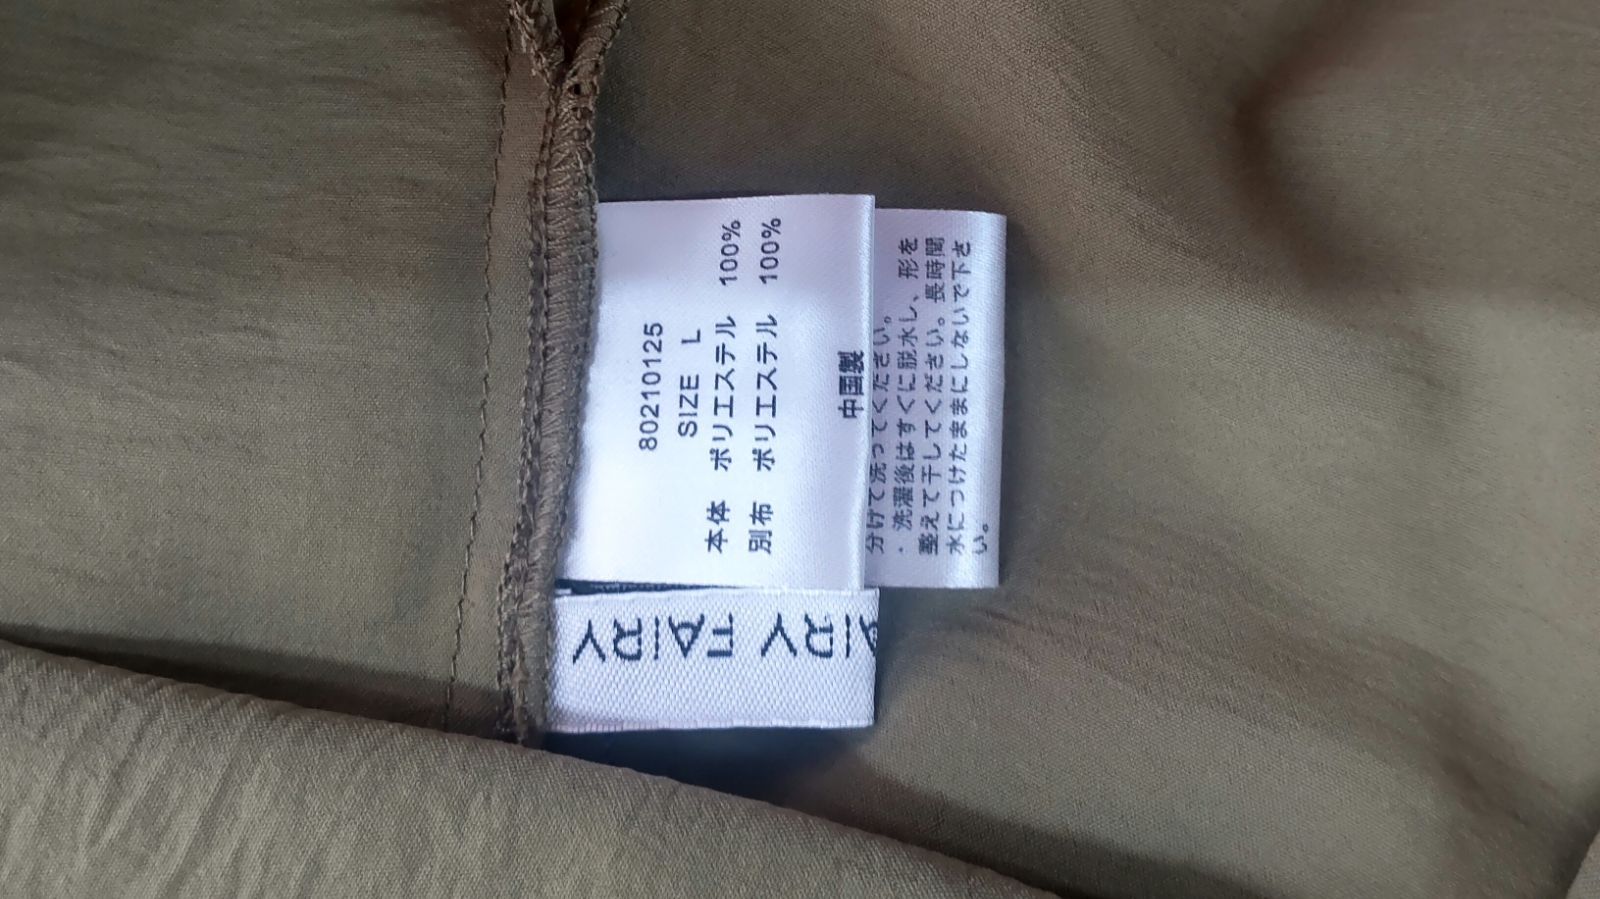 80210125
SIZE L
本体 ポリエステル 100%
別布 ポリエステル 100%
中国製
分けて洗ってください。
・洗濯後はすぐに脱水し、形を
整えて干してください。長時間
水につけたままにしないで下さ
い。
TAIRY